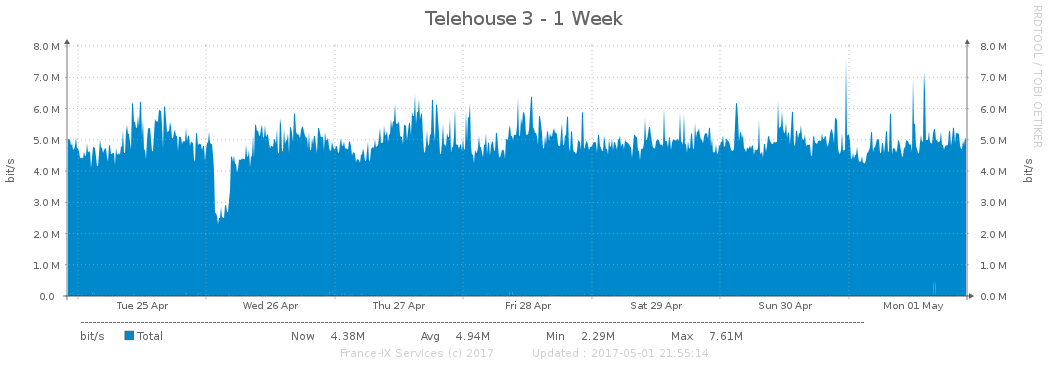 Telehouse 3 - 1 Week
RRDTOOL / TOBI OETIKER
8.0 M 8.0 M
7.0 M 7.0 M
6.0 M 6.0 M
5.0 M 5.0 M
4.0 M 4.0 M
3.0 M 3.0 M
2.0 M 2.0 M
1.0 M 1.0 M
0.0 0.0 M
bit/s bit/s
Tue 25 Apr Wed 26 Apr Thu 27 Apr Fri 28 Apr Sat 29 Apr Sun 30 Apr Mon 01 May
bit/s Total Now 4.38M Avg 4.94M Min 2.29M Max 7.61M
France-IX Services (c) 2017 Updated : 2017-05-01 21:55:14